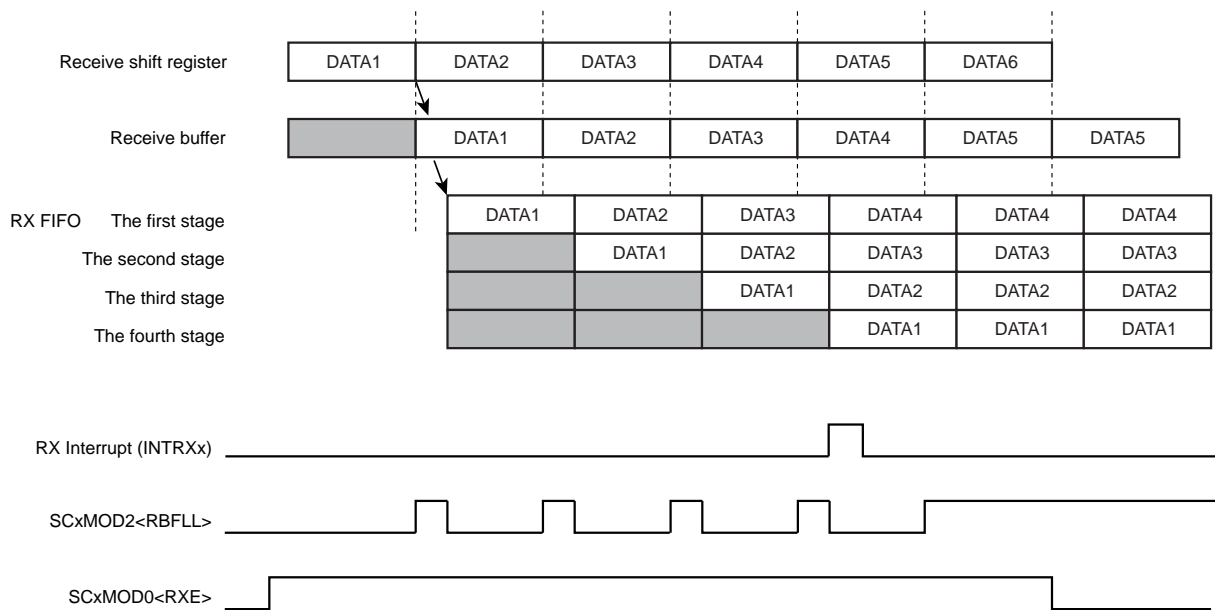 Receive shift register DATA1 DATA2 DATA3 DATA4 DATA5 DATA6
Receive buffer DATA1 DATA2 DATA3 DATA4 DATA5 DATA5
RX FIFO The first stage DATA1 DATA2 DATA3 DATA4 DATA4 DATA4
The second stage DATA1 DATA2 DATA3 DATA3 DATA3
The third stage DATA1 DATA2 DATA2 DATA2
The fourth stage DATA1 DATA1 DATA1
RX Interrupt (INTRXx)
SCxMOD2<RBFLL>
SCxMOD0<RXE>